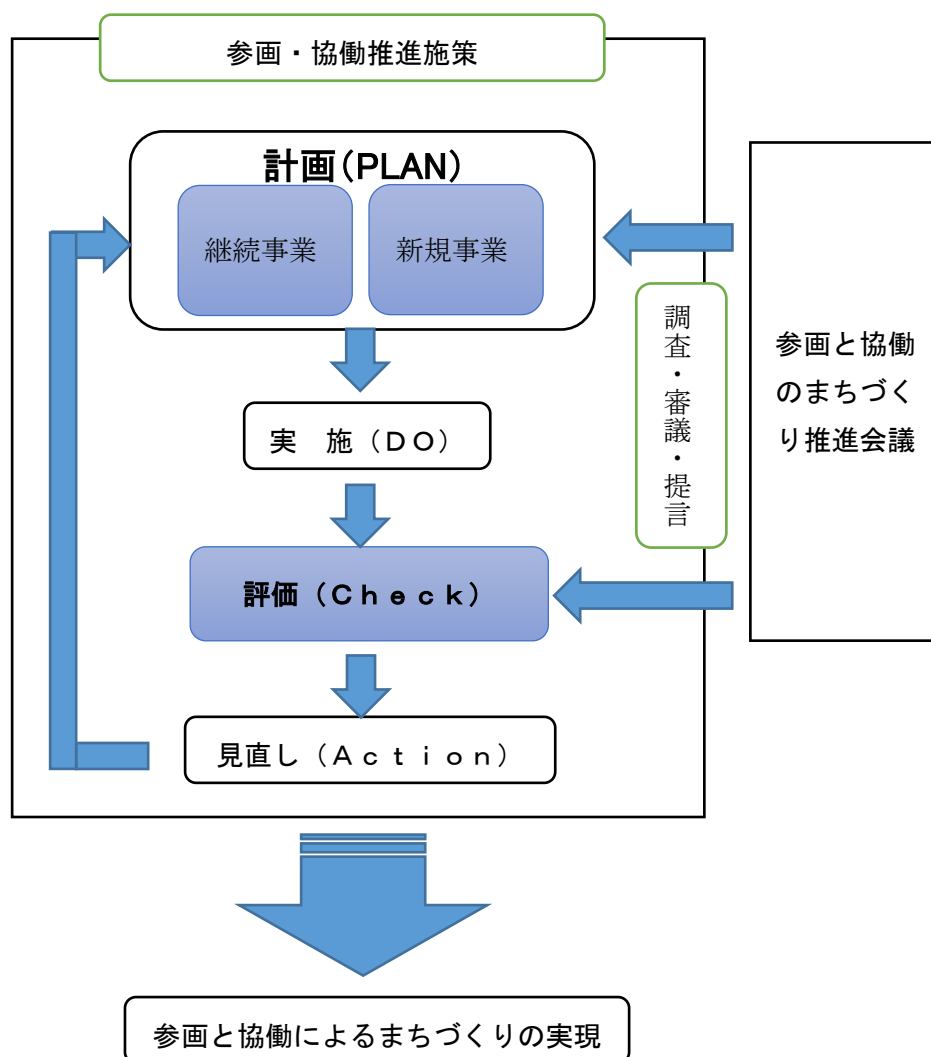 参画・協働推進施策
計画(PLAN)
継続事業
新規事業
実　施（ＤＯ）
評価（Ｃｈｅｃｋ）
見直し（Ａｃｔｉｏｎ）
調査・審議・提言
参画と協働
のまちづく
り推進会議
参画と協働によるまちづくりの実現